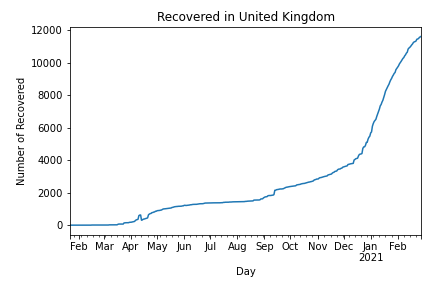 Recovered in United Kingdom
12000
10000
8000
6000
4000
2000
0
Number of Recovered
Feb Mar Apr May Jun Jul Aug Sep Oct Nov Dec Jan Feb
2021
Day